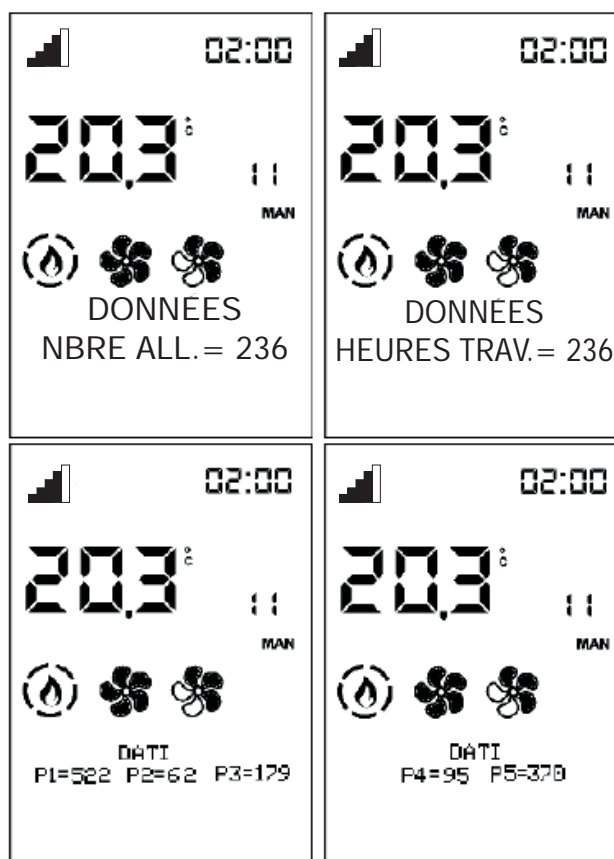 02:00
20,3 °C
11
MAN
DONNÉES
NBRE ALL.= 236
02:00
20,3 °C
11
MAN
DONNÉES
HEURES TRAV.= 236
02:00
20,3 °C
11
MAN
DATI
P1=522 P2=62 P3=179
02:00
20,3 °C
11
MAN
DATI
P4=95 P5=370